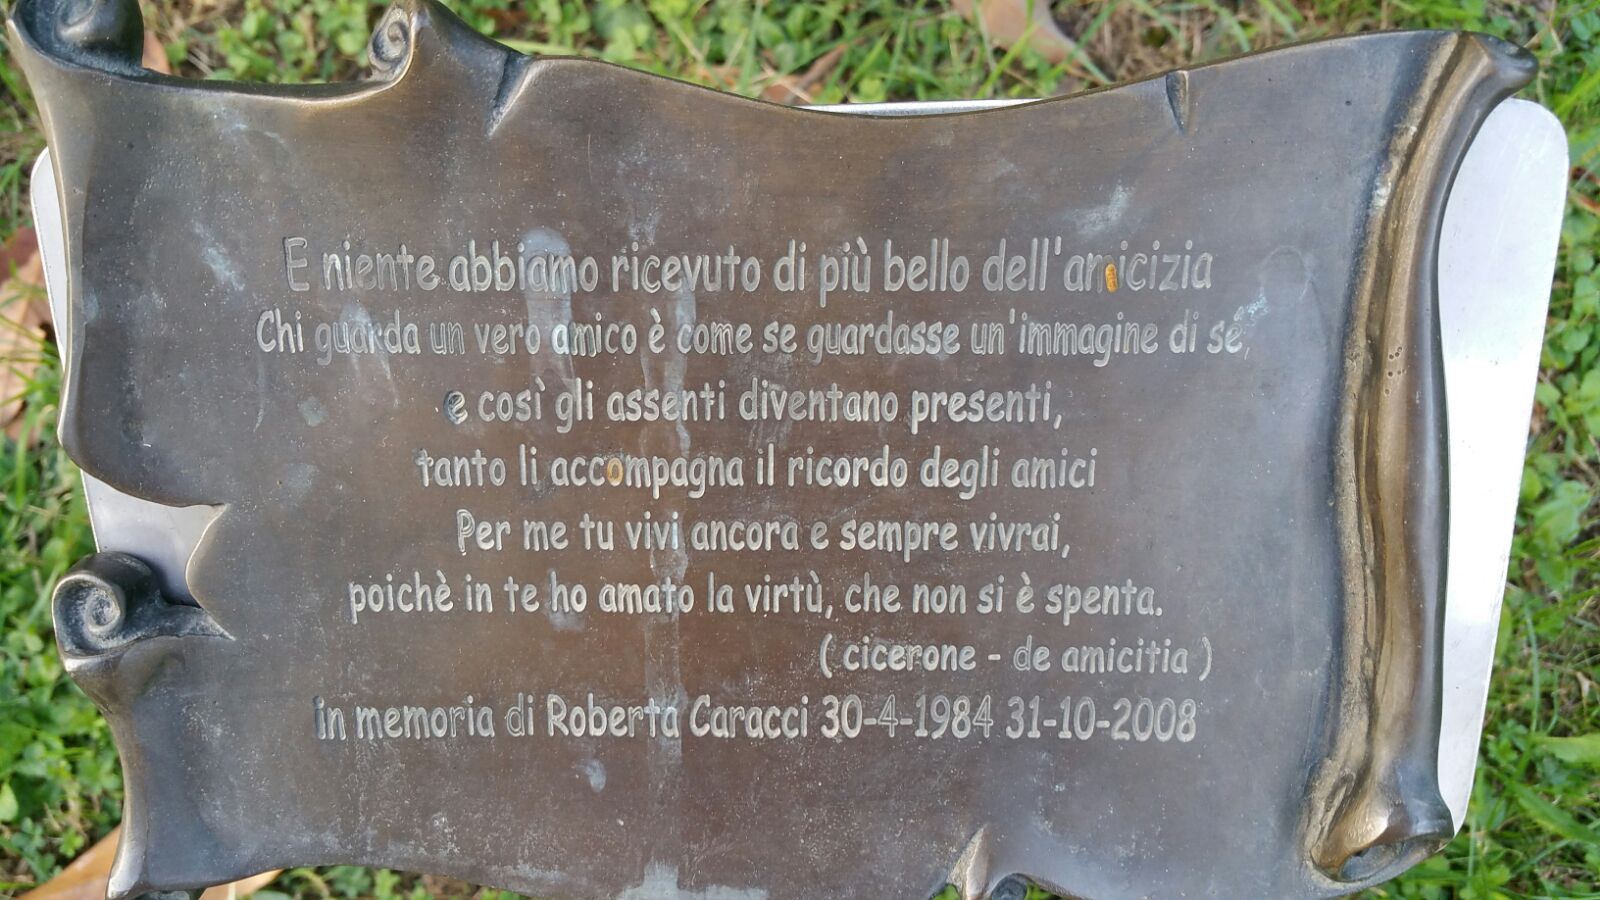 E niente abbiamo ricevuto di più bello dell'amicizia
Chi guarda un vero amico è come se guardasse un'immagine di sè,
e così gli assenti diventano presenti,
tanto li accompagna il ricordo degli amici
Per me tu vivi ancora e sempre vivrai,
poichè in te ho amato la virtù, che non si è spenta.
( cicerone - de amicitia )
in memoria di Roberta Caracci 30-4-1984 31-10-2008